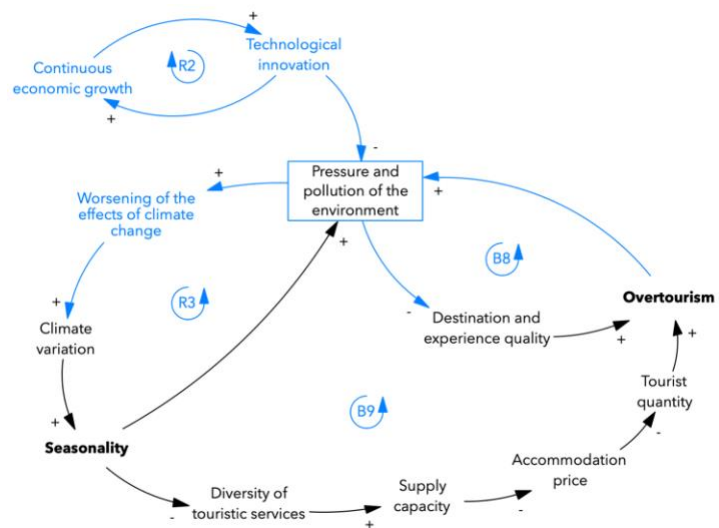 +
Technological
innovation
R2
Continuous
economic growth
+
-
Pressure and
pollution of the
environment
+
+
Worsening of the
effects of climate
change
+
B8
+
R3
-
Destination and
experience quality
Overtourism
Climate
variation
+
+
Tourist
quantity
B9
+
Seasonality
-
Accommodation
price
Diversity of
touristic services
Supply
capacity
-
+
-